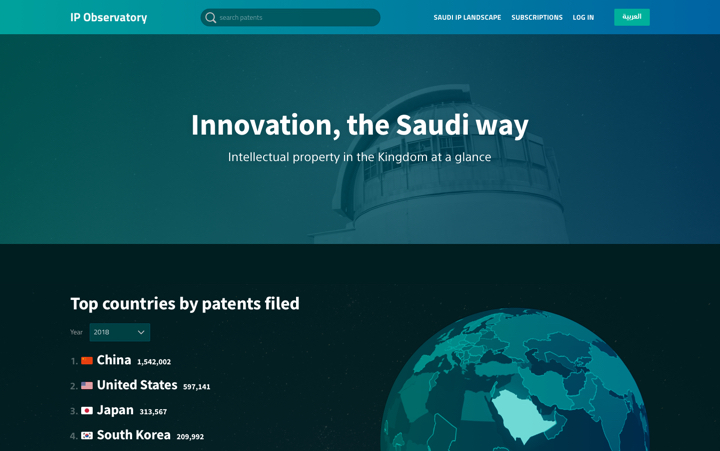 IP Observatory
search patents
SAUDI IP LANDSCAPE
SUBSCRIPTIONS
LOG IN
العربية
Innovation, the Saudi way
Intellectual property in the Kingdom at a glance
Top countries by patents filed
Year 2018
1. China 1,542,002
2. United States 597,141
3. Japan 313,567
4. South Korea 209,992